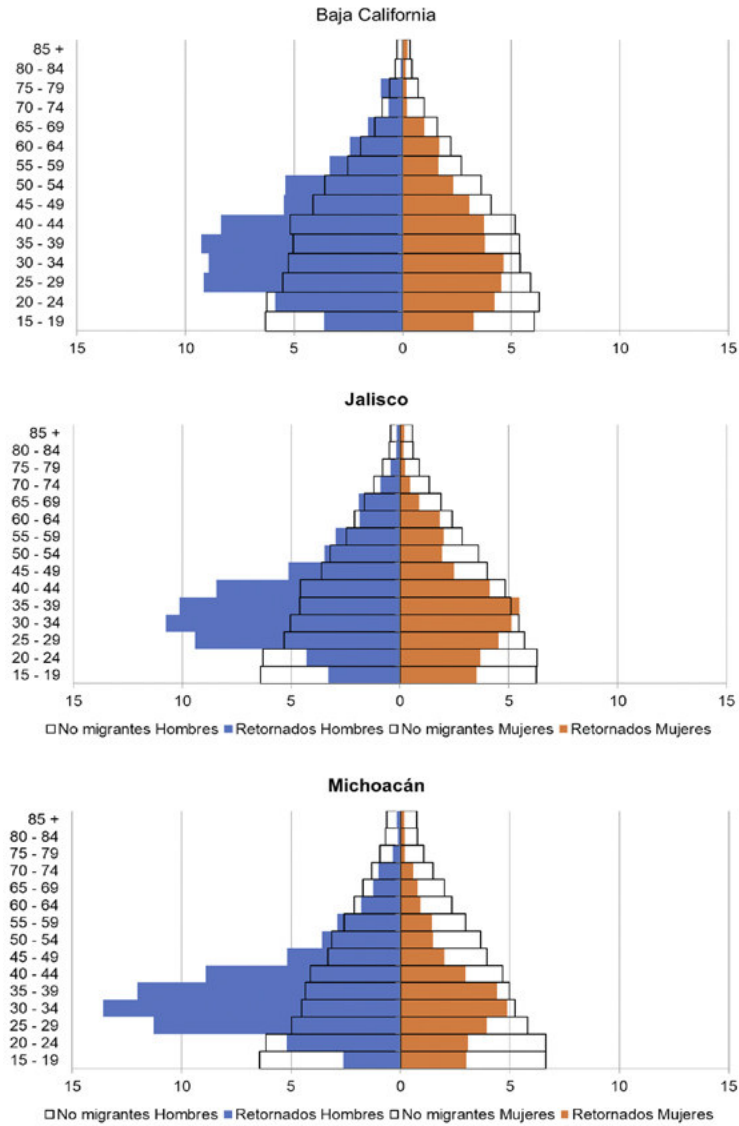 Baja California
85 +
80 - 84
75 - 79
70 - 74
65 - 69
60 - 64
55 - 59
50 - 54
45 - 49
40 - 44
35 - 39
30 - 34
25 - 29
20 - 24
15 - 19
15 10 5 0 5 10 15
Jalisco
85 +
80 - 84
75 - 79
70 - 74
65 - 69
60 - 64
55 - 59
50 - 54
45 - 49
40 - 44
35 - 39
30 - 34
25 - 29
20 - 24
15 - 19
15 10 5 0 5 10 15
No migrantes Hombres Retornados Hombres No migrantes Mujeres Retornados Mujeres
Michoacán
85 +
80 - 84
75 - 79
70 - 74
65 - 69
60 - 64
55 - 59
50 - 54
45 - 49
40 - 44
35 - 39
30 - 34
25 - 29
20 - 24
15 - 19
15 10 5 0 5 10 15
No migrantes Hombres Retornados Hombres No migrantes Mujeres Retornados Mujeres